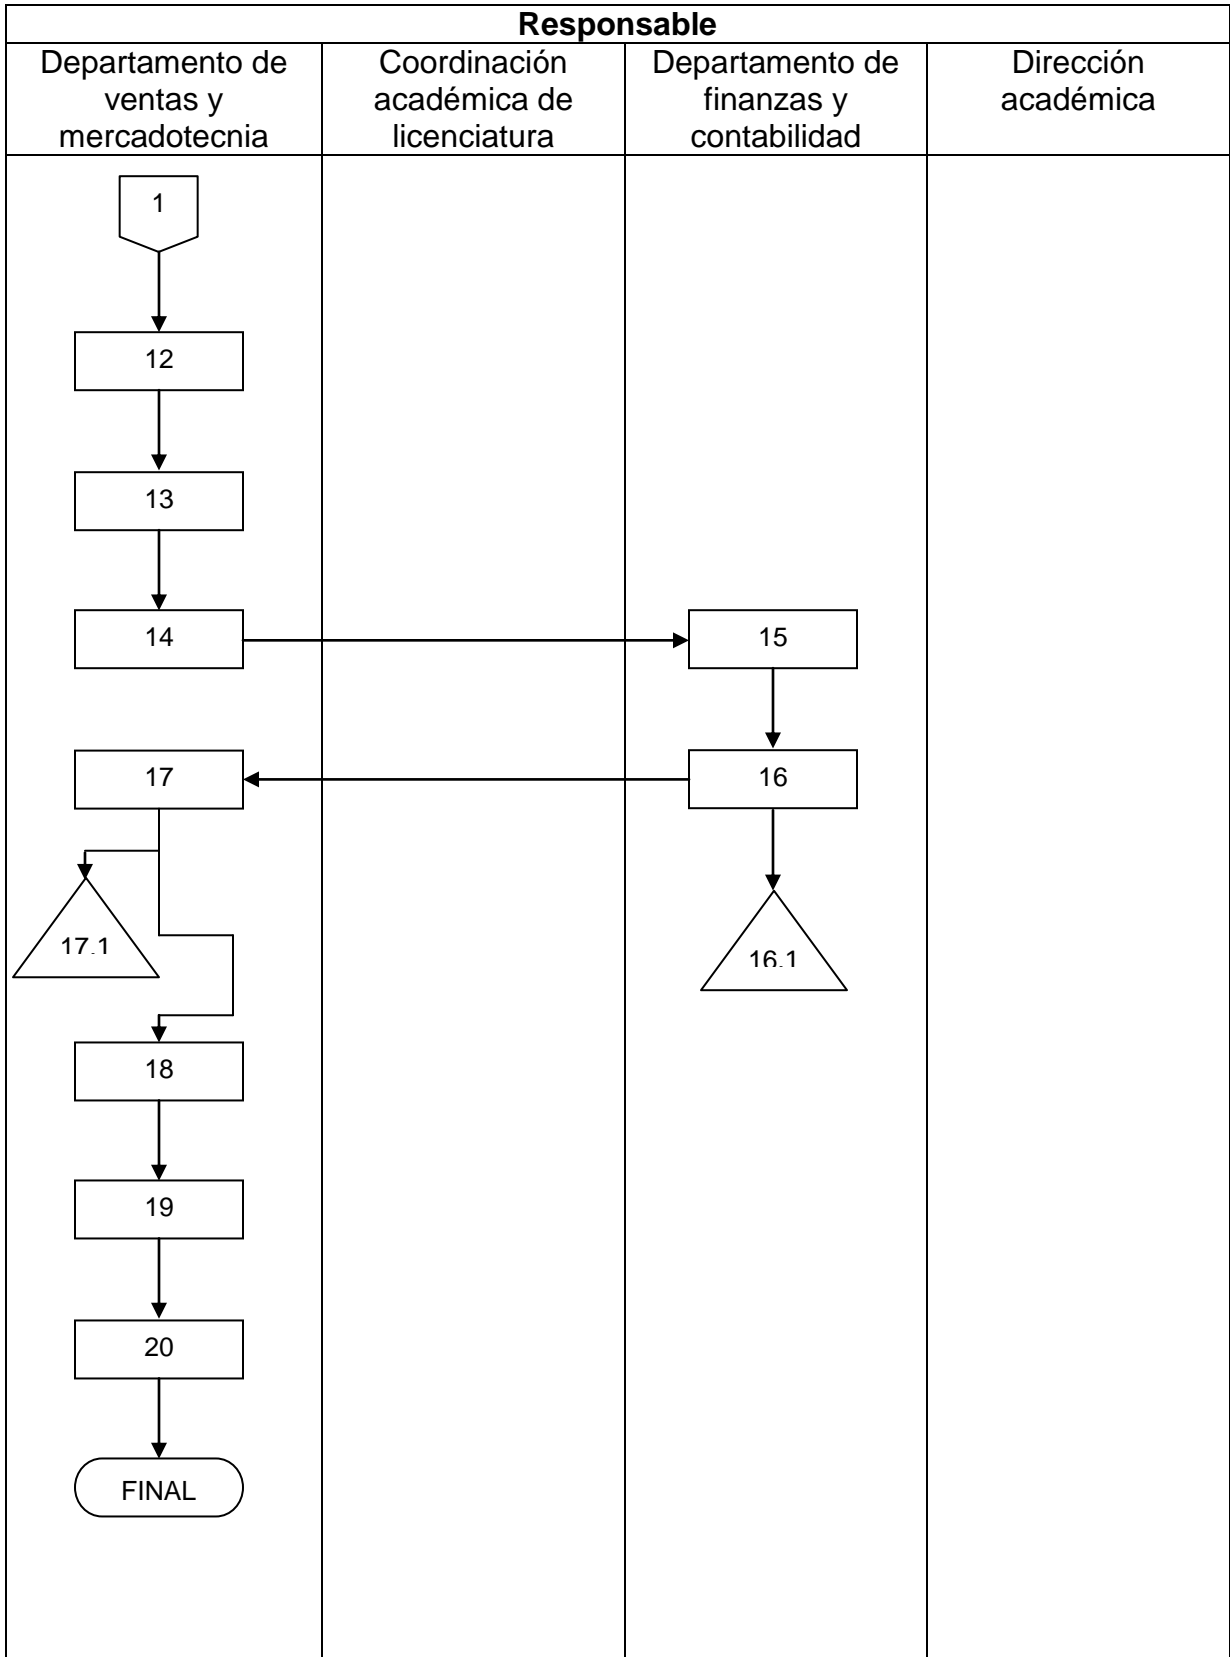 Responsable
Departamento de
ventas y
mercadotecnia
Coordinación
académica de
licenciatura
Departamento de
finanzas y
contabilidad
Dirección
académica
1
12
13
14
15
17
16
17.1
16.1
18
19
20
FINAL